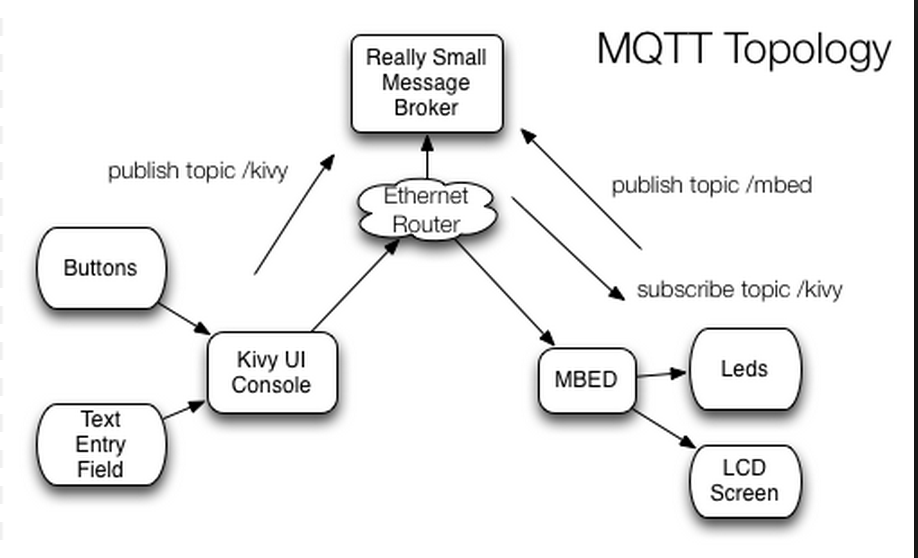 MQTT Topology
Really Small
Message
Broker
publish topic /kivy
Ethernet
Router
publish topic /mbed
Buttons
subscribe topic /kivy
Kivy UI
Console
MBED
Leds
Text
Entry
Field
LCD
Screen